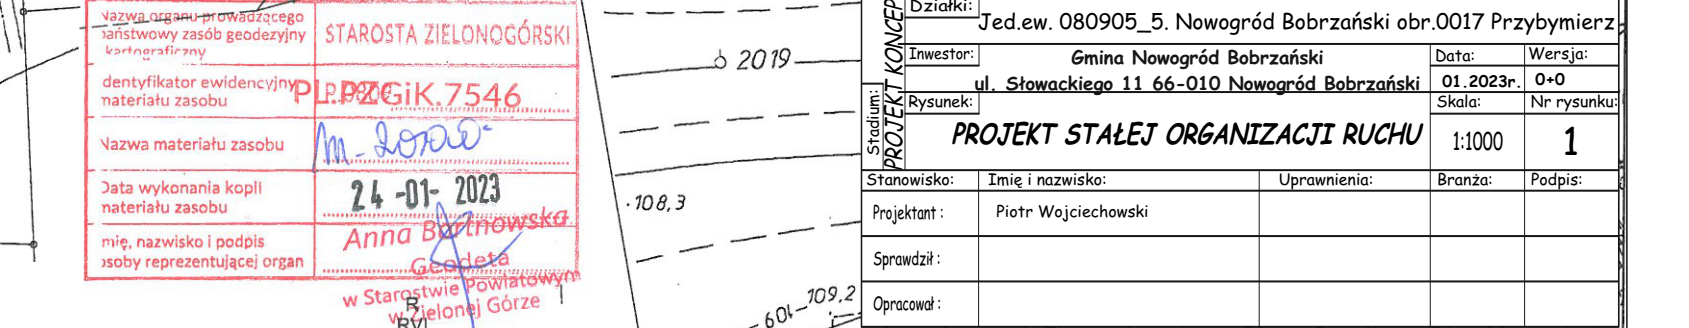 Nazwa organu prowadzącego
państwowy zasób geodezyjny
i kartograficzny
STAROSTA ZIELONOGÓRSKI
Identyfikator ewidencyjny
materiału zasobu
P.0809
PL.PZGiK.7546
Nazwa materiału zasobu
Data wykonania kopii
materiału zasobu
24 -01- 2023
Imię, nazwisko i podpis
osoby reprezentującej organ
Anna Bartnowska
Geodeta
w Starostwie Powiatowym
w Zielonej Górze
R
RVI
2019
108,3
109,2
601
Stadium:
PROJEKT KONCEP
Działki:
Jed.ew. 080905_5. Nowogród Bobrzański obr.0017 Przybymierz
Inwestor:
Gmina Nowogród Bobrzański
ul. Słowackiego 11 66-010 Nowogród Bobrzański
Data:
01.2023r.
Wersja:
0+0
Rysunek:
PROJEKT STAŁEJ ORGANIZACJI RUCHU
Skala:
1:1000
Nr rysunku:
1
Stanowisko: Imię i nazwisko: Uprawnienia: Branża: Podpis:
Projektant: Piotr Wojciechowski
Sprawdził:
Opracował: